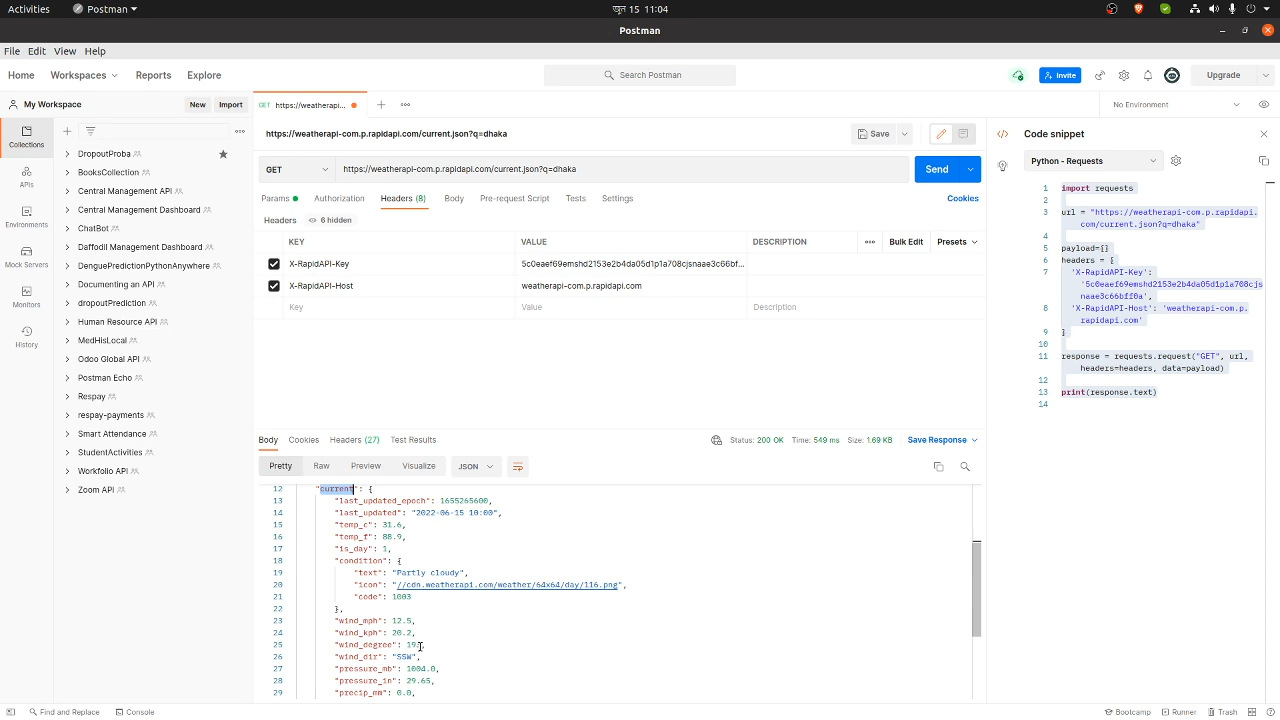 Activities Postman জুন 15 11:04
Postman
File Edit View Help
Home Workspaces Reports Explore Search Postman Invite Upgrade
My Workspace New Import GET https://weatherapi... No Environment
Collections
APIs
Environments
Mock Servers
Monitors
History
DropoutProba
BooksCollection
Central Management API
Central Management Dashboard
ChatBot
Daffodil Management Dashboard
DenguePredictionPythonAnywhere
Documenting an API
dropoutPrediction
Human Resource API
MedHisLocal
Odoo Global API
Postman Echo
Respay
respay-payments
Smart Attendance
StudentActivities
Workfolio API
Zoom API
https://weatherapi-com.p.rapidapi.com/current.json?q=dhaka Save
GET https://weatherapi-com.p.rapidapi.com/current.json?q=dhaka Send
Params Authorization Headers (8) Body Pre-request Script Tests Settings Cookies
Headers 6 hidden
KEY VALUE DESCRIPTION Bulk Edit Presets
X-RapidAPI-Key 5c0eaef69emshd2153e2b4da05d1p1a708cjsnaae3c66bf...
X-RapidAPI-Host weatherapi-com.p.rapidapi.com
Key Value Description
Body Cookies Headers (27) Test Results Status: 200 OK Time: 549 ms Size: 1.69 KB Save Response
Pretty Raw Preview Visualize JSON
12 "current": {
13 "last_updated_epoch": 1655265600,
14 "last_updated": "2022-06-15 10:00",
15 "temp_c": 31.6,
16 "temp_f": 88.9,
17 "is_day": 1,
18 "condition": {
19 "text": "Partly cloudy",
20 "icon": "//cdn.weatherapi.com/weather/64x64/day/116.png",
21 "code": 1003
22 },
23 "wind_mph": 12.5,
24 "wind_kph": 20.2,
25 "wind_degree":
26 "wind_dir": "SSW",
27 "pressure_mb": 1004.0,
28 "pressure_in": 29.65,
29 "precip_mm": 0.0,
Code snippet
Python - Requests
1 import requests
2
3 url = "https://weatherapi-com.p.rapidapi.
com/current.json?q=dhaka"
4
5 payload={}
6 headers = {
7 'X-RapidAPI-Key':
'5c0eaef69emshd2153e2b4da05d1p1a708cjs
naae3c66bff0a',
8 'X-RapidAPI-Host': 'weatherapi-com.p.
rapidapi.com'
9 }
10
11 response = requests.request("GET", url,
headers=headers, data=payload)
12
13 print(response.text)
14
Find and Replace Console Bootcamp Runner Trash